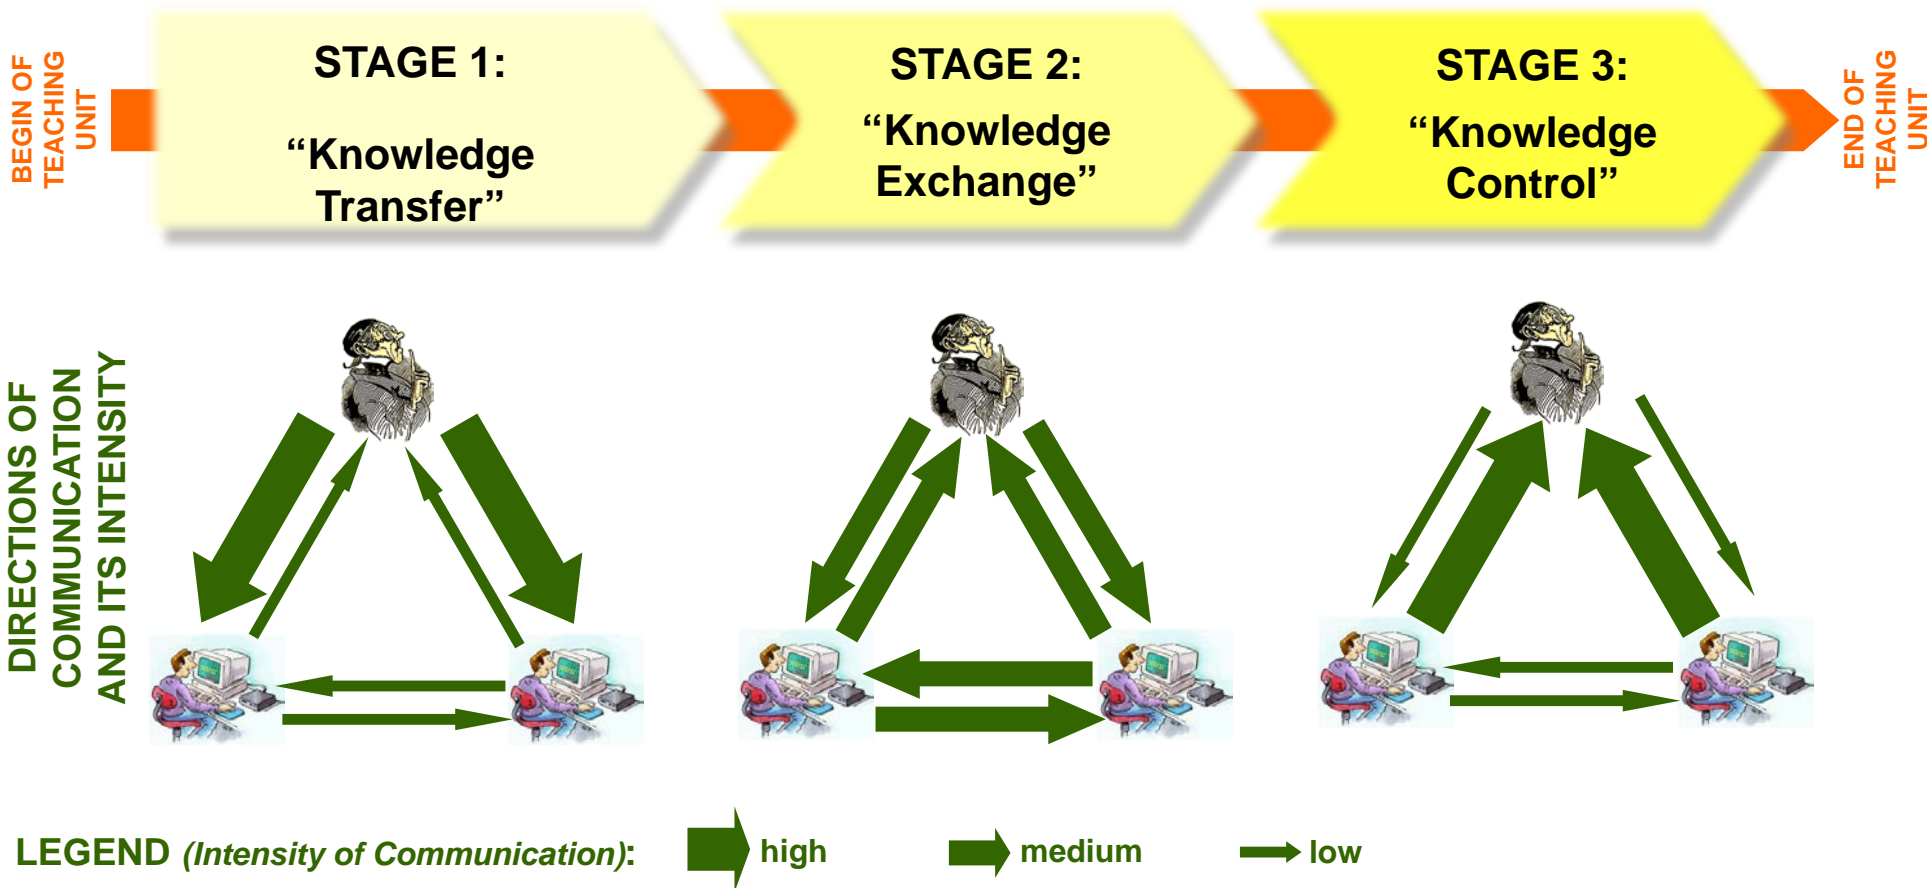 BEGIN OF
TEACHING
UNIT
STAGE 1:
“Knowledge
Transfer”
STAGE 2:
“Knowledge
Exchange”
STAGE 3:
“Knowledge
Control”
END OF
TEACHING
UNIT
DIRECTIONS OF
COMMUNICATION
AND ITS INTENSITY
LEGEND (Intensity of Communication):
high
medium
low